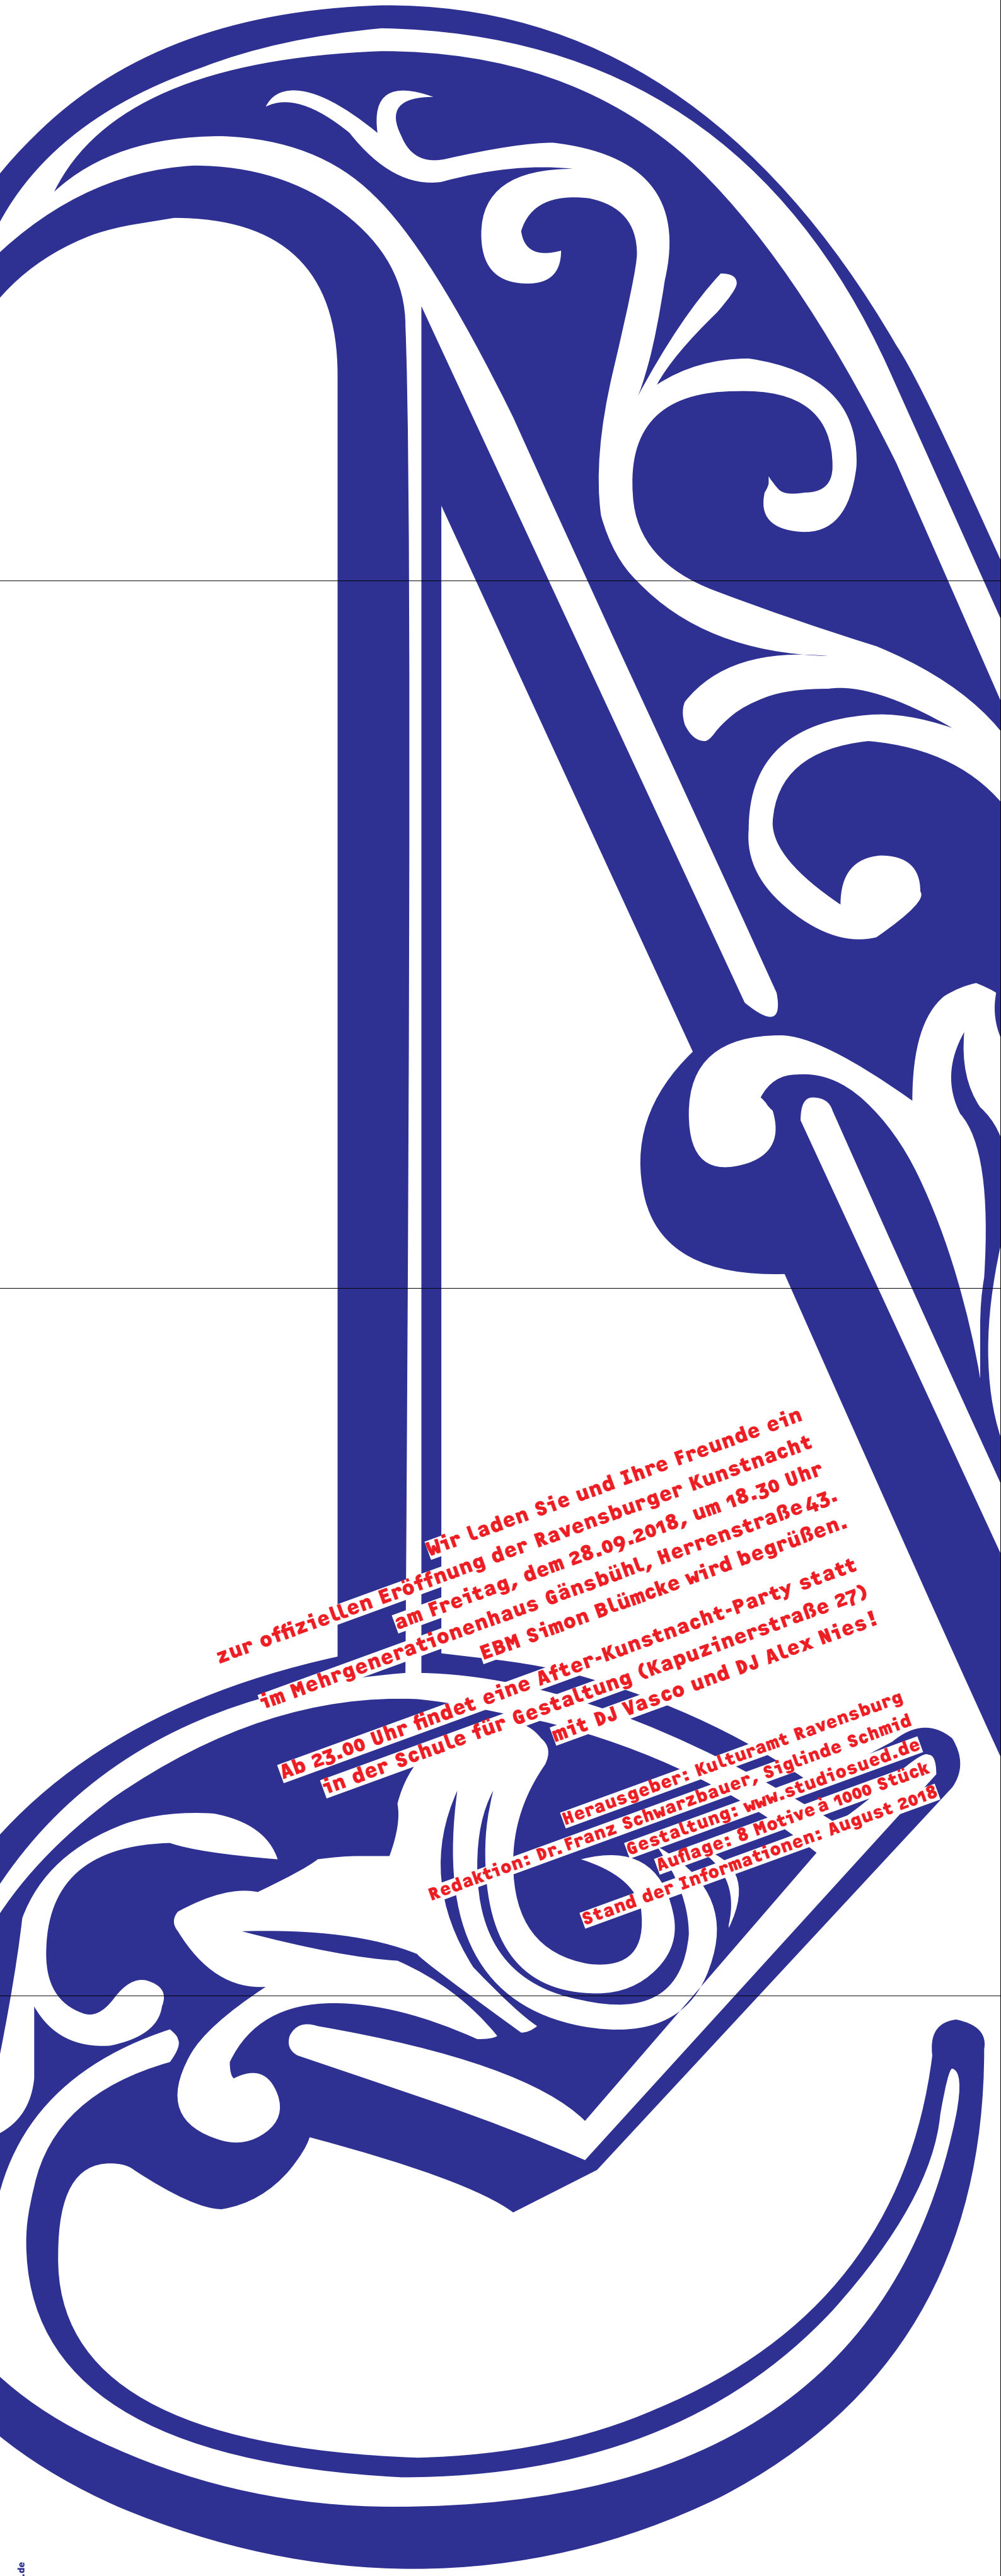 Wir laden Sie und Ihre Freunde ein
zur offiziellen Eröffnung der Ravensburger Kunstnacht
am Freitag, dem 28.09.2018, um 18.30 Uhr
im Mehrgenerationenhaus Gänsbühl, Herrenstraße 43.
EBM Simon Blümcke wird begrüßen.
Ab 23.00 Uhr findet eine After-Kunstnacht-Party statt
in der Schule für Gestaltung (Kapuzinerstraße 27)
mit DJ Vasco und DJ Alex Nies!
Herausgeber: Kulturamt Ravensburg
Redaktion: Dr. Franz Schwarzbauer, Siglinde Schmid
Gestaltung: www.studiosued.de
Auflage: 8 Motive à 1000 Stück
Stand der Informationen: August 2018
.de